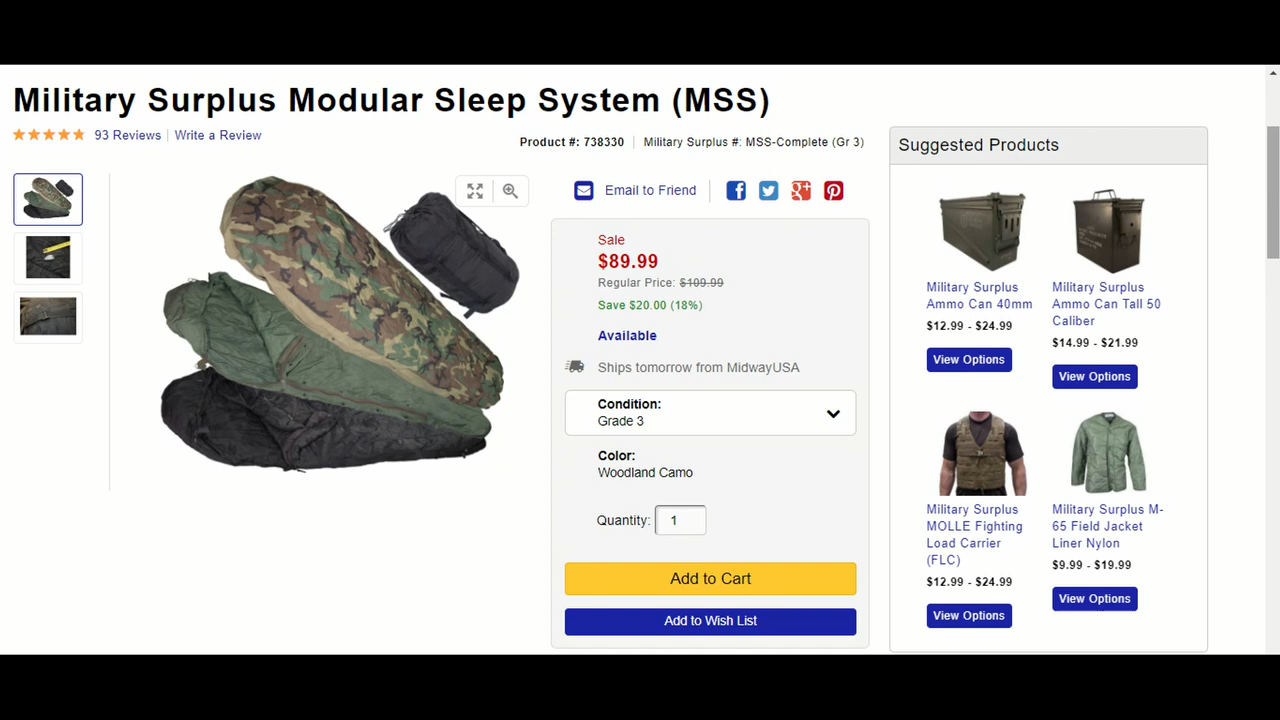 Military Surplus Modular Sleep System (MSS)
93 Reviews | Write a Review
Product #: 738330 | Military Surplus #: MSS-Complete (Gr 3)
Email to Friend
Sale
$89.99
Regular Price: $109.99
Save $20.00 (18%)
Available
Ships tomorrow from MidwayUSA
Condition:
Grade 3
Color:
Woodland Camo
Quantity: 1
Add to Cart
Add to Wish List
Suggested Products
Military Surplus
Ammo Can 40mm
$12.99 - $24.99
View Options
Military Surplus
Ammo Can Tall 50
Caliber
$14.99 - $21.99
View Options
Military Surplus
MOLLE Fighting
Load Carrier
(FLC)
$12.99 - $24.99
View Options
Military Surplus M-
65 Field Jacket
Liner Nylon
$9.99 - $19.99
View Options